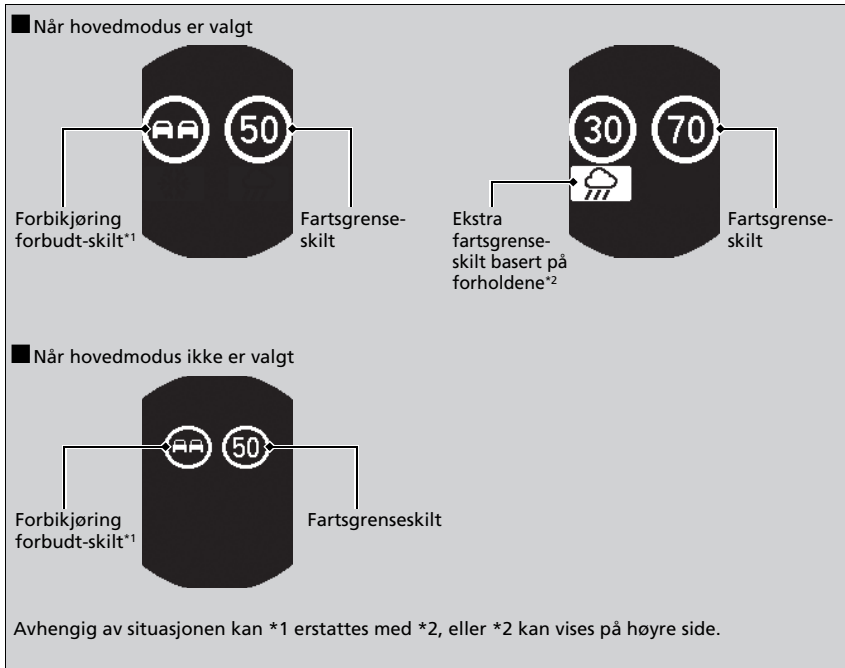 Når hovedmodus er valgt
50
Forbikjøring
forbudt-skilt*1
Fartsgrense-
skilt
30
70
Ekstra
fartsgrense-
skilt basert på
forholdene*2
Fartsgrense-
skilt
Når hovedmodus ikke er valgt
50
Forbikjøring
forbudt-skilt*1
Fartsgrenseskilt
Avhengig av situasjonen kan *1 erstattes med *2, eller *2 kan vises på høyre side.